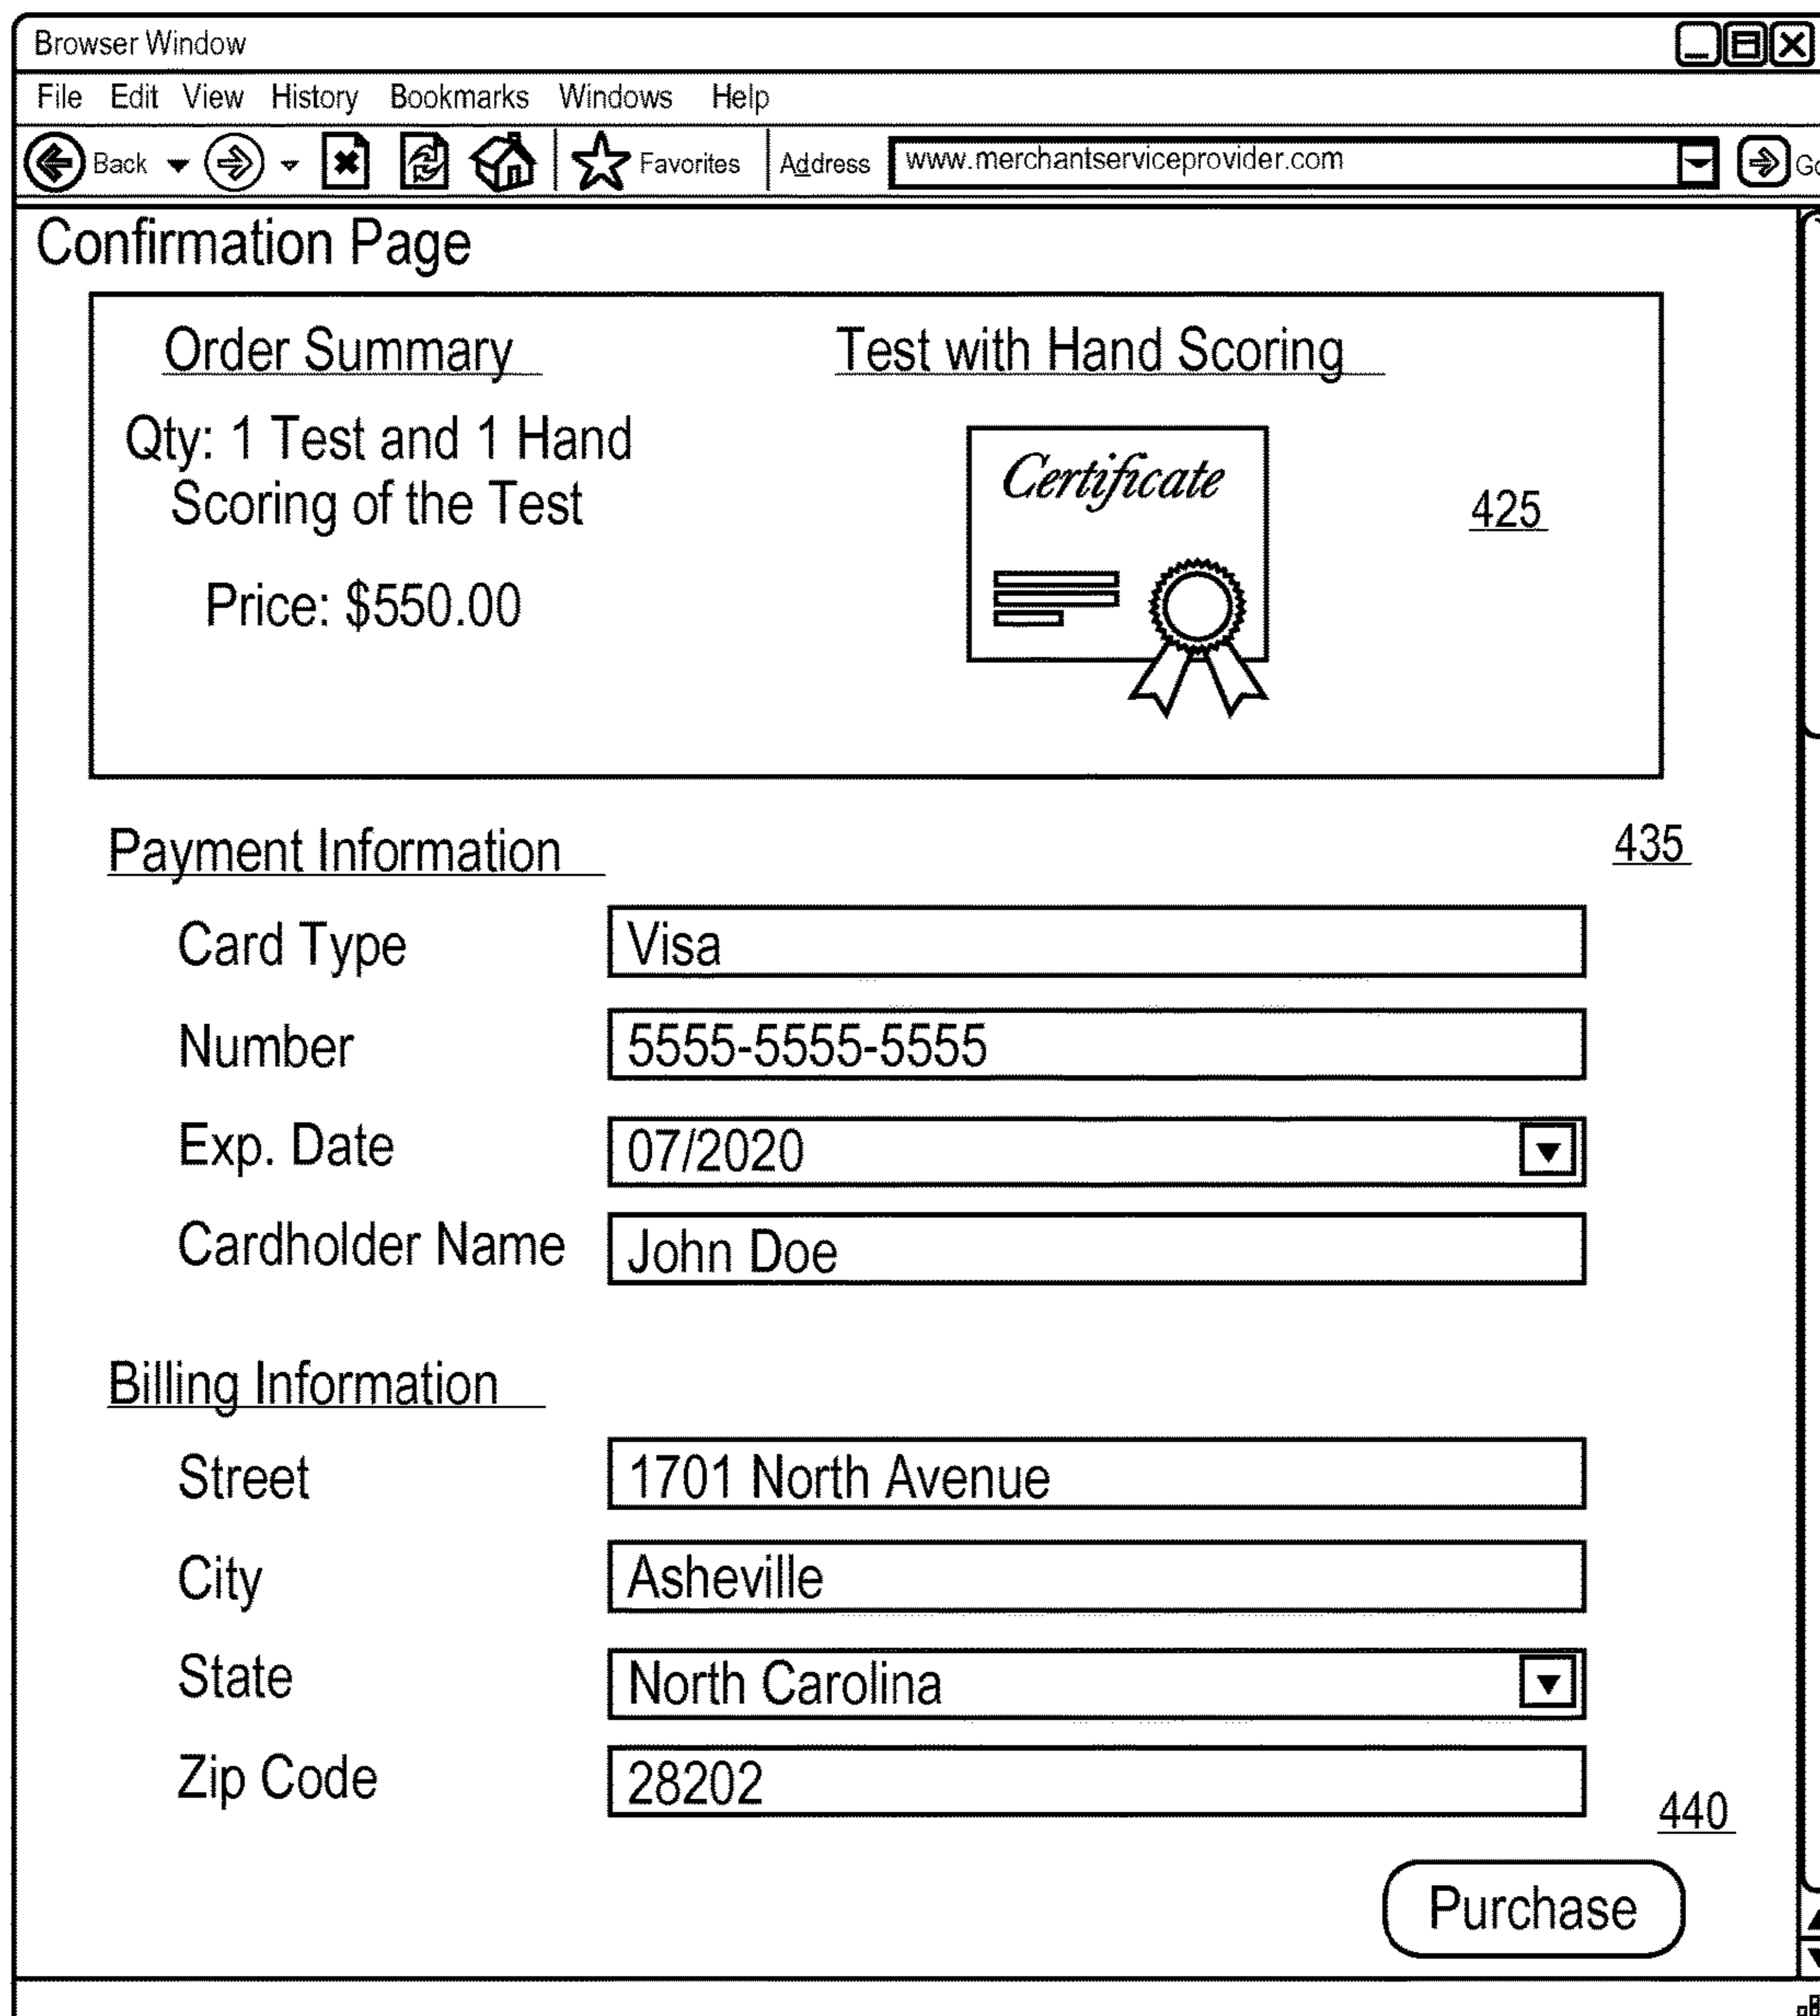 Browser Window
File Edit View History Bookmarks Windows Help
Back Favorites Address www.merchantserviceprovider.com
Confirmation Page
Order Summary Test with Hand Scoring
Qty: 1 Test and 1 Hand
Scoring of the Test
Certificate
425
Price: $550.00
Payment Information 435
Card Type Visa
Number 5555-5555-5555
Exp. Date 07/2020
Cardholder Name John Doe
Billing Information
Street 1701 North Avenue
City Asheville
State North Carolina
Zip Code 28202
440
Purchase